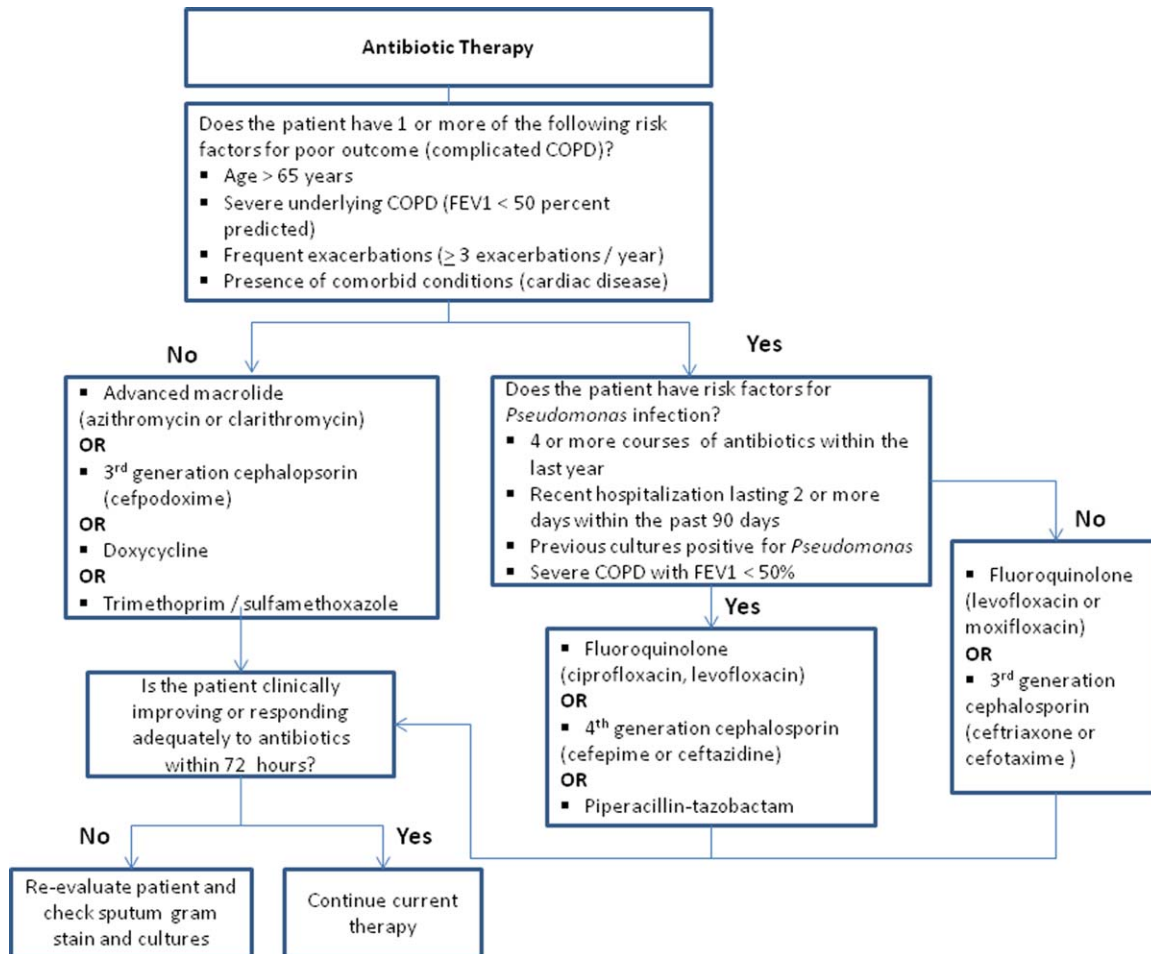 Antibiotic Therapy
Does the patient have 1 or more of the following risk
factors for poor outcome (complicated COPD)?
▪ Age > 65 years
▪ Severe underlying COPD (FEV1 < 50 percent
predicted)
▪ Frequent exacerbations (≥ 3 exacerbations / year)
▪ Presence of comorbid conditions (cardiac disease)
No
Yes
▪ Advanced macrolide
(azithromycin or clarithromycin)
OR
▪ 3rd generation cephalopsorin
(cefpodoxime)
OR
▪ Doxycycline
OR
▪ Trimethoprim / sulfamethoxazole
Does the patient have risk factors for
Pseudomonas infection?
▪ 4 or more courses of antibiotics within the
last year
▪ Recent hospitalization lasting 2 or more
days within the past 90 days
▪ Previous cultures positive for Pseudomonas
▪ Severe COPD with FEV1 < 50%
No
Yes
▪ Fluoroquinolone
(levofloxacin or
moxifloxacin)
OR
▪ 3rd generation
cephalosporin
(ceftriaxone or
cefotaxime )
▪ Fluoroquinolone
(ciprofloxacin, levofloxacin)
OR
▪ 4th generation cephalosporin
(cefepime or ceftazidine)
OR
▪ Piperacillin-tazobactam
Is the patient clinically
improving or responding
adequately to antibiotics
within 72 hours?
No
Yes
Re-evaluate patient and
check sputum gram
stain and cultures
Continue current
therapy